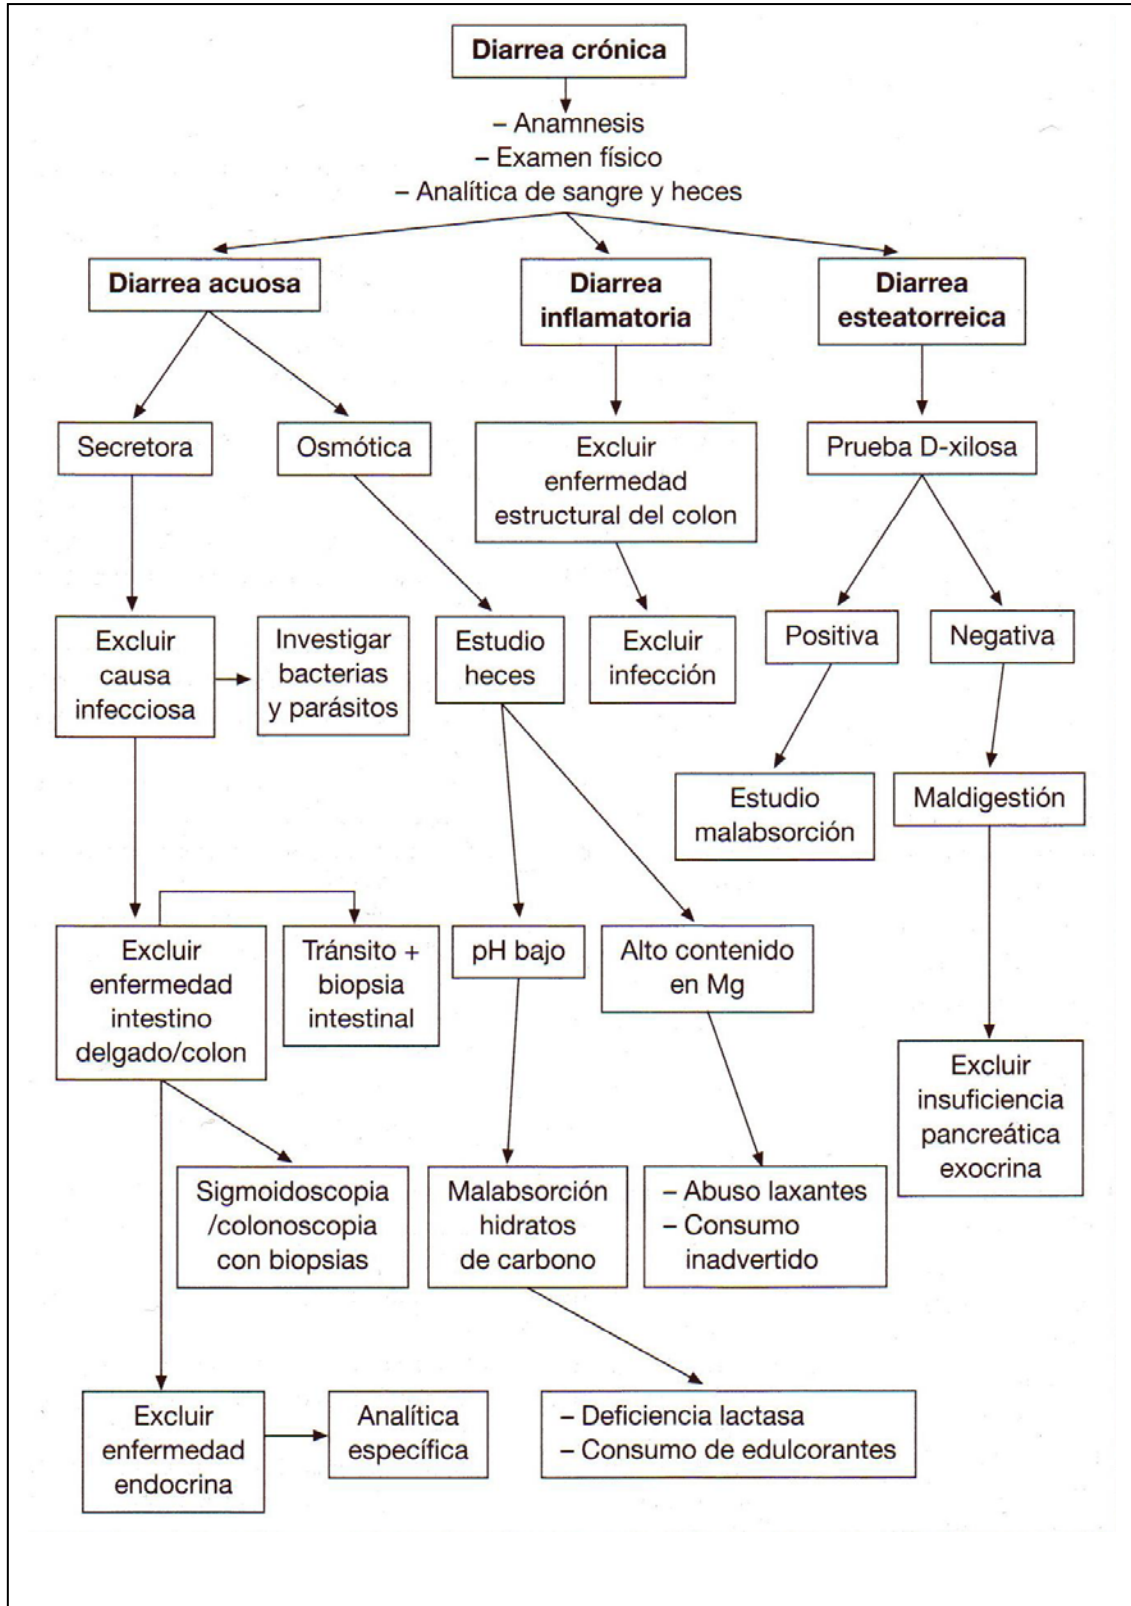 Diarrea crónica
– Anamnesis
– Examen físico
– Analítica de sangre y heces
Diarrea acuosa
Diarrea
inflamatoria
Diarrea
esteatorreica
Secretora
Osmótica
Excluir
enfermedad
estructural del colon
Prueba D-xilosa
Excluir
causa
infecciosa
Investigar
bacterias
y parásitos
Estudio
heces
Excluir
infección
Positiva
Negativa
Estudio
malabsorción
Maldigestión
Excluir
enfermedad
intestino
delgado/colon
Tránsito +
biopsia
intestinal
pH bajo
Alto contenido
en Mg
Excluir
insuficiencia
pancreática
exocrina
Sigmoidoscopia
/colonoscopia
con biopsias
Malabsorción
hidratos
de carbono
– Abuso laxantes
– Consumo
inadvertido
Excluir
enfermedad
endocrina
Analítica
específica
– Deficiencia lactasa
– Consumo de edulcorantes